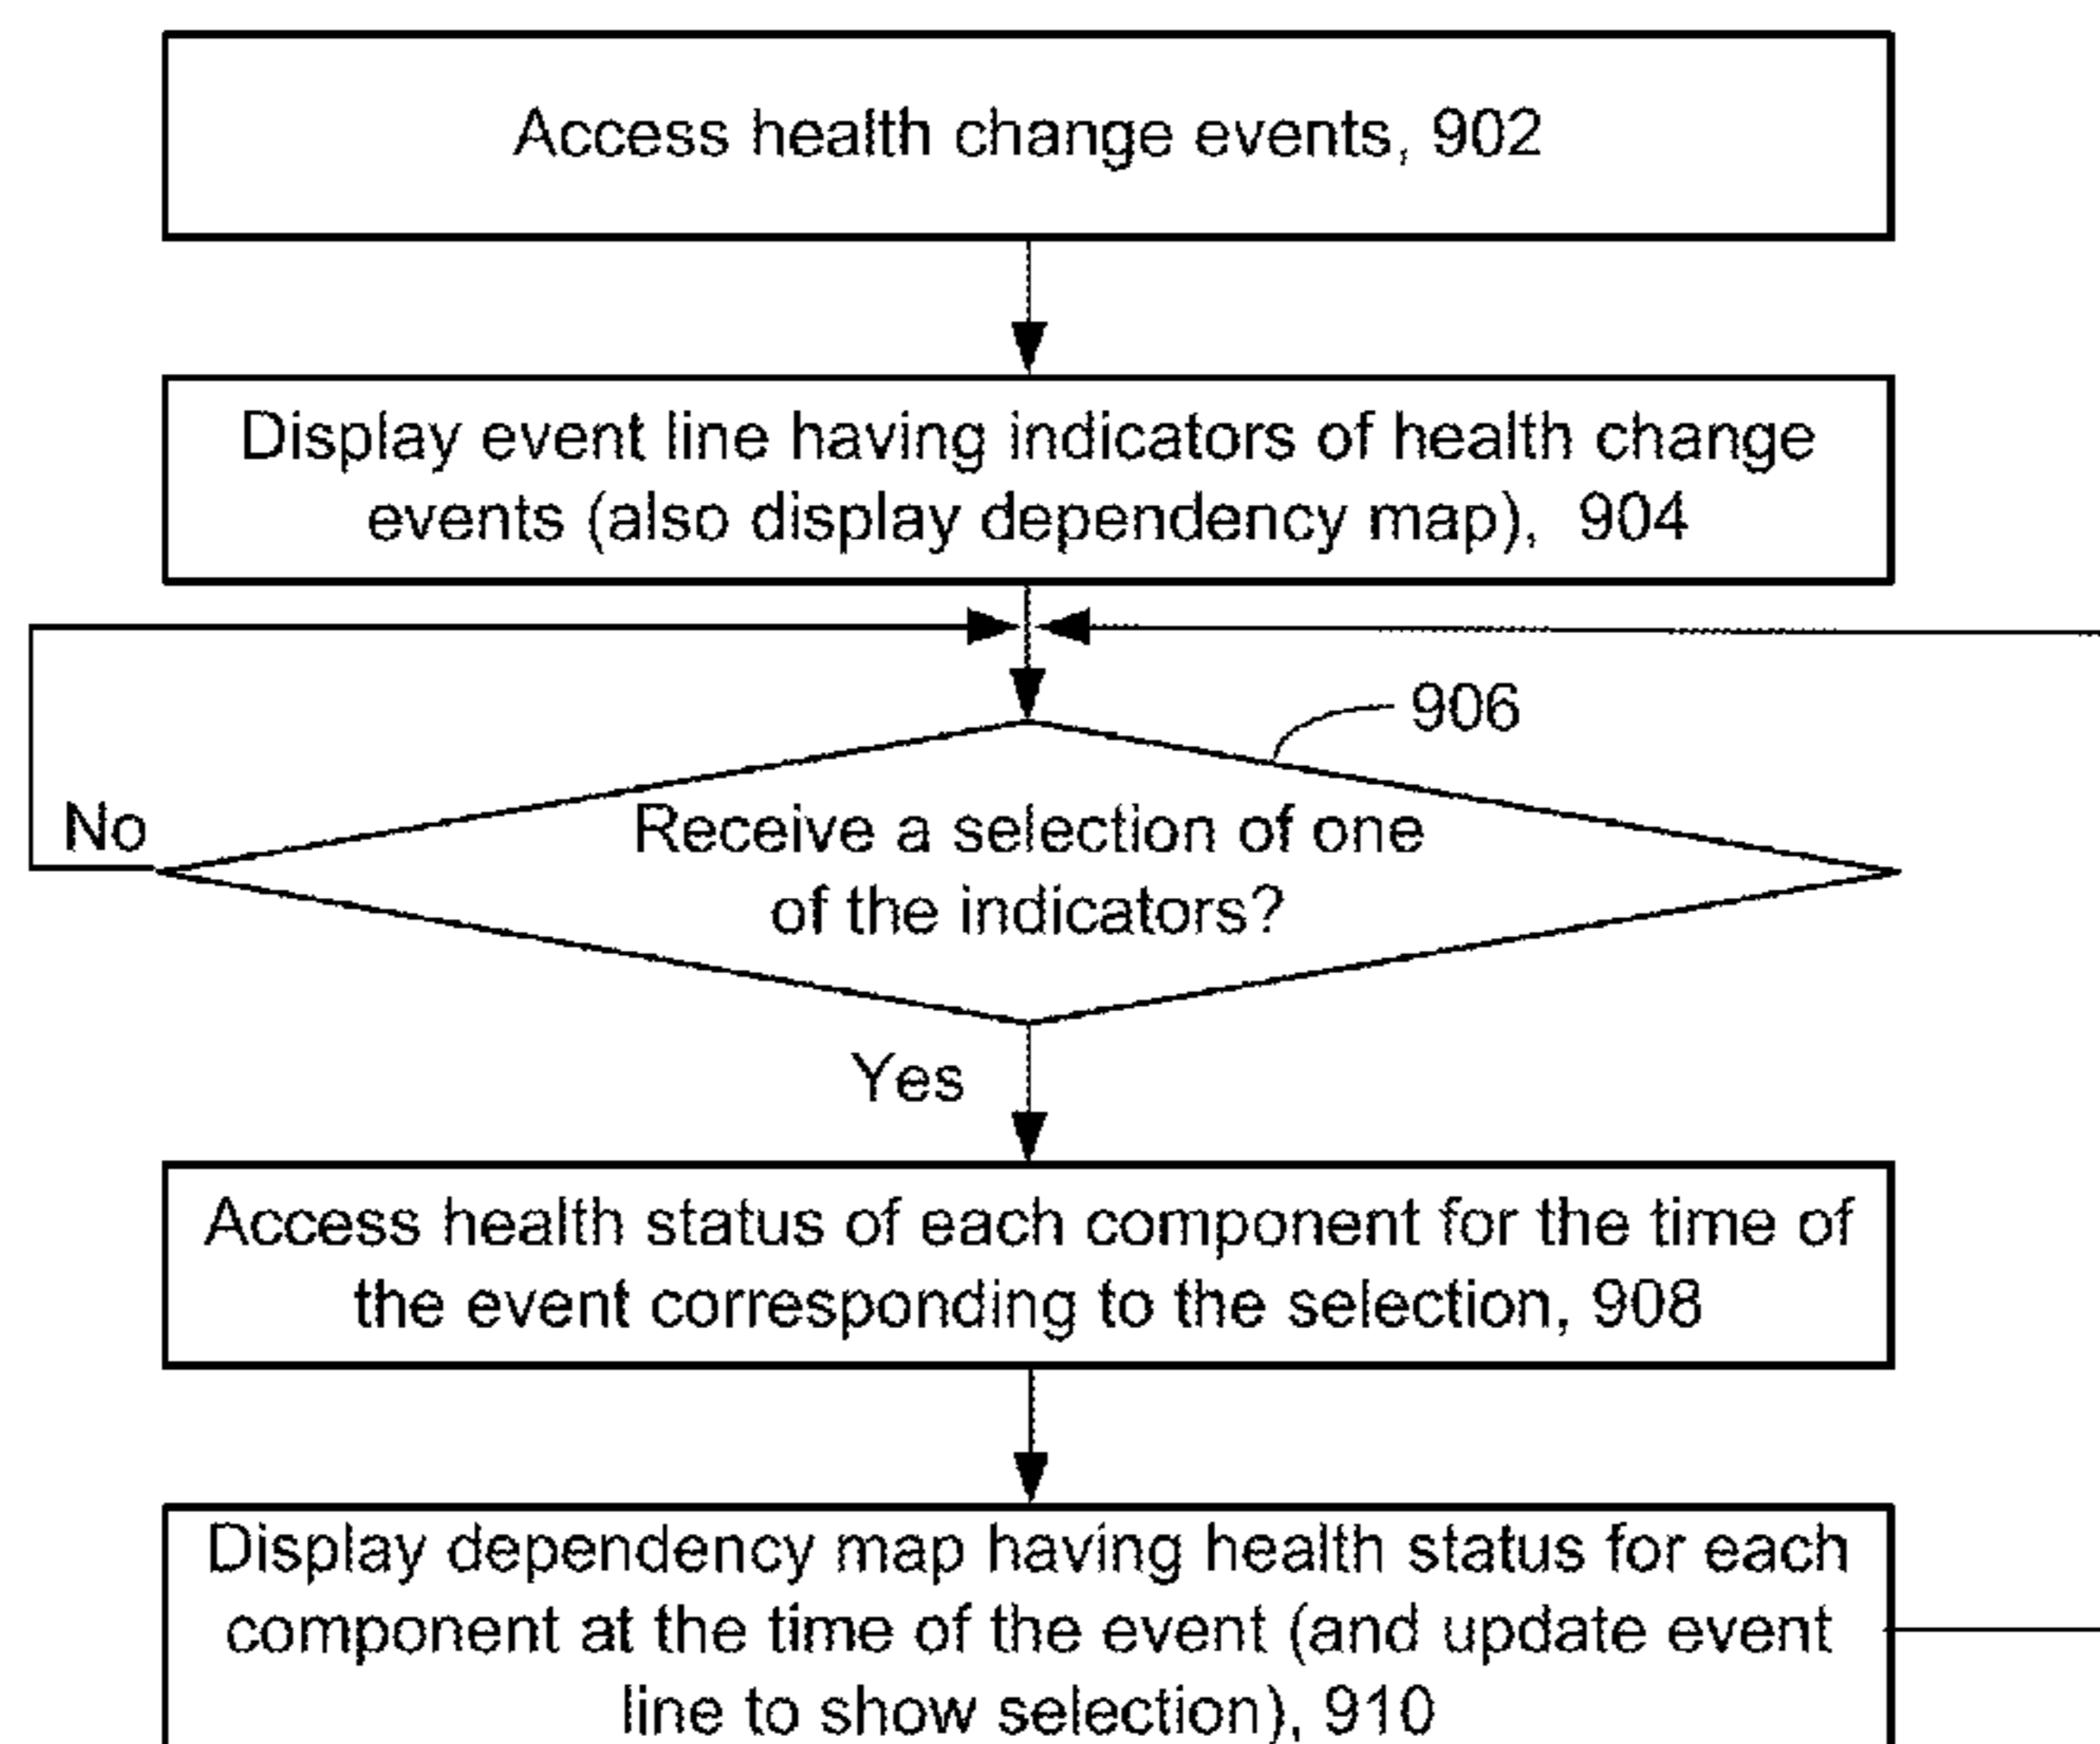 Access health change events, 902
Display event line having indicators of health change
events (also display dependency map), 904
906
No
Receive a selection of one
of the indicators?
Yes
Access health status of each component for the time of
the event corresponding to the selection, 908
Display dependency map having health status for each
component at the time of the event (and update event
line to show selection), 910